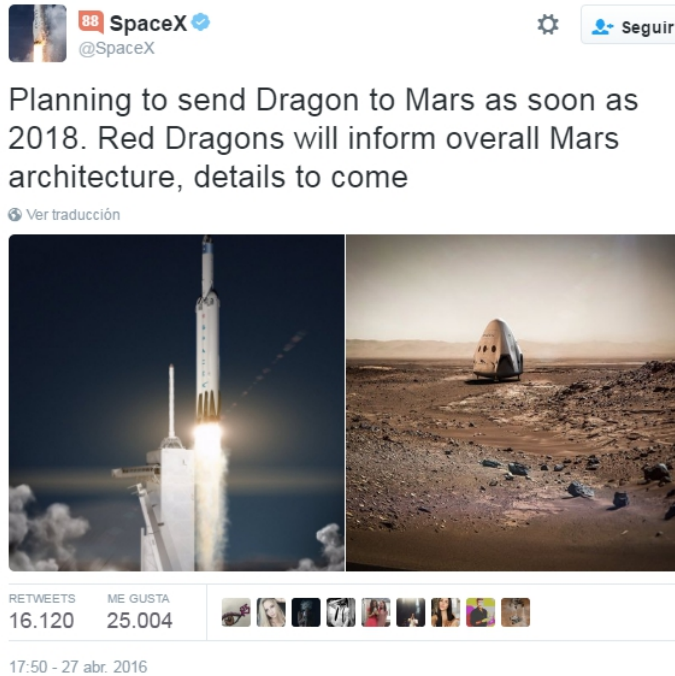 88 SpaceX
@SpaceX
Seguir
Planning to send Dragon to Mars as soon as
2018. Red Dragons will inform overall Mars
architecture, details to come
Ver traducción
RETWEETS
16.120
ME GUSTA
25.004
17:50 - 27 abr. 2016